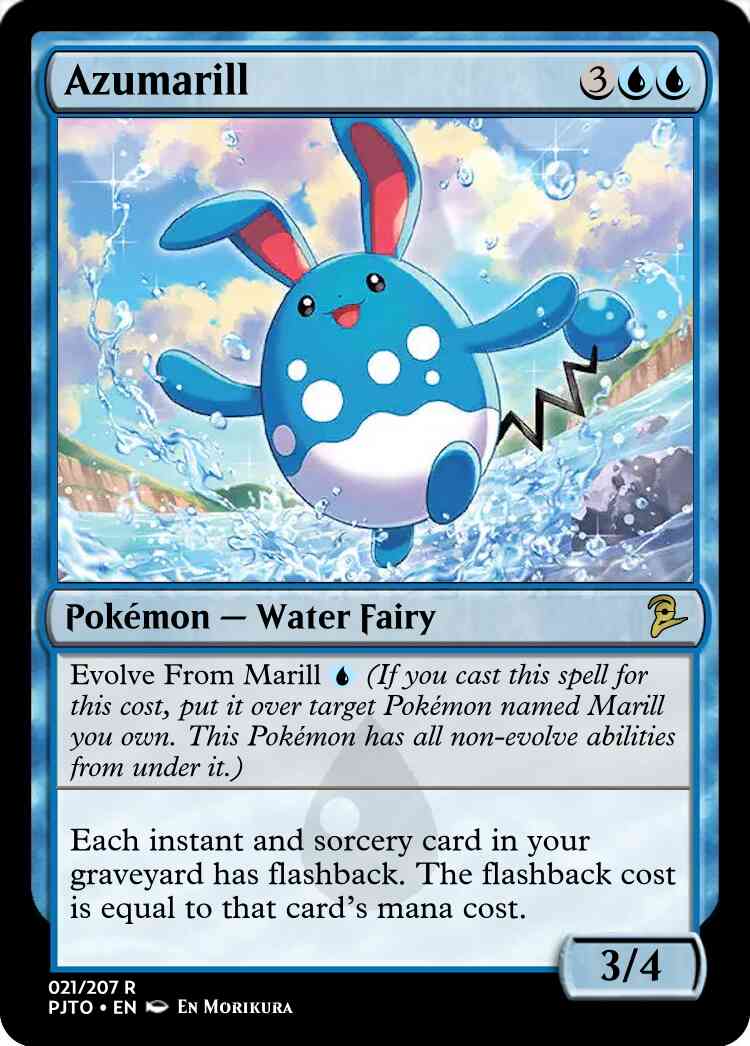 Azumarill 3
Pokémon — Water Fairy
Evolve From Marill (If you cast this spell for
this cost, put it over target Pokémon named Marill
you own. This Pokémon has all non-evolve abilities
from under it.)
Each instant and sorcery card in your
graveyard has flashback. The flashback cost
is equal to that card's mana cost.
3/4
021/207 R
PJTO • EN En Morikura